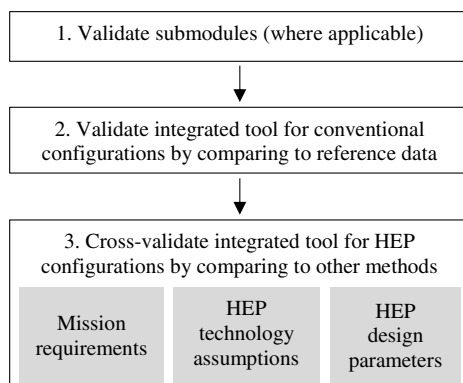 1. Validate submodules (where applicable)
2. Validate integrated tool for conventional
configurations by comparing to reference data
3. Cross-validate integrated tool for HEP
configurations by comparing to other methods
Mission
requirements
HEP
technology
assumptions
HEP
design
parameters